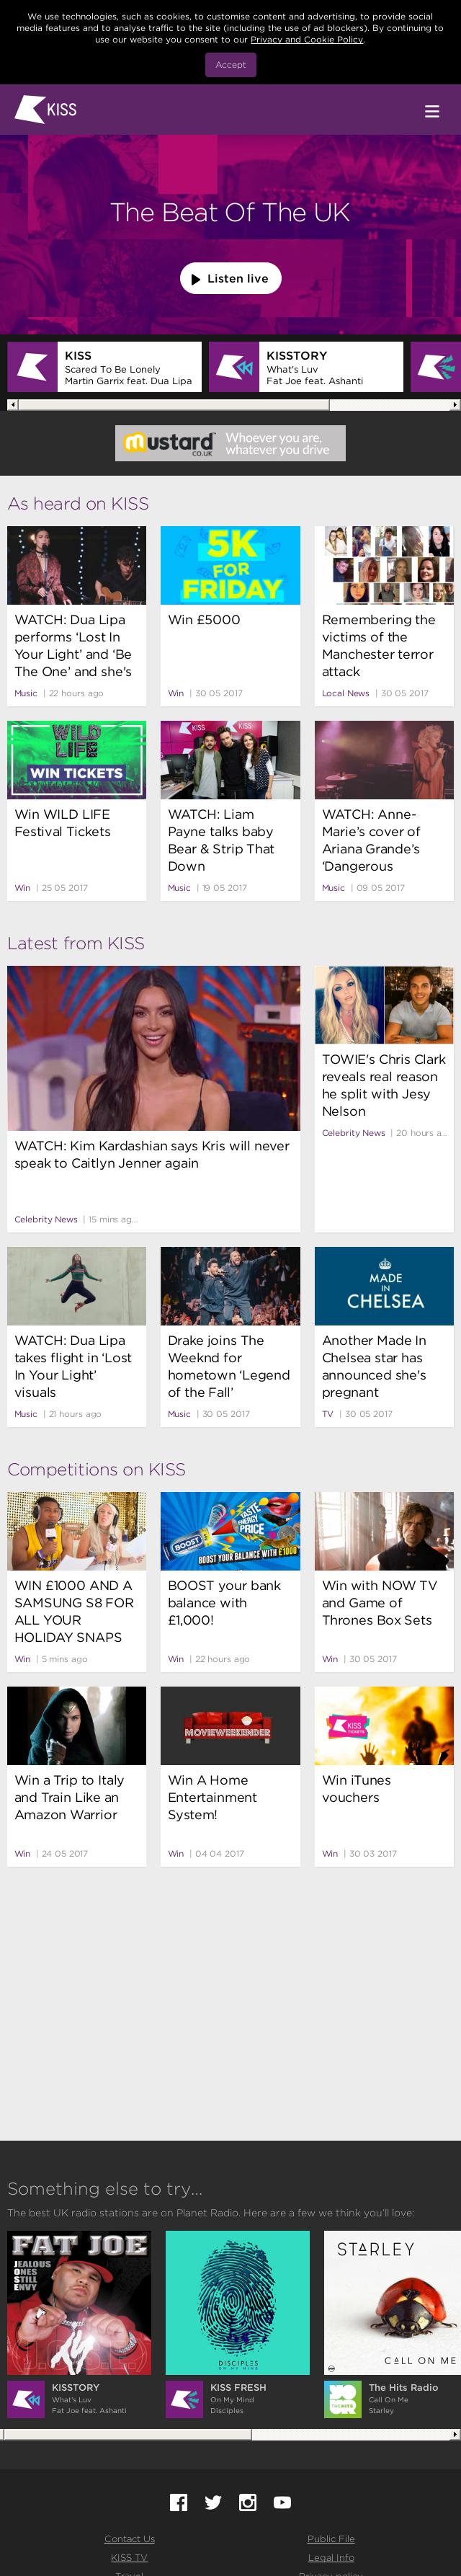 We use technologies, such as cookies, to customise content and advertising, to provide social
media features and to analyse traffic to the site (including the use of ad blockers). By continuing to
use our website you consent to our Privacy and Cookie Policy.
Accept
KISS
The Beat Of The UK
Listen live
KISS
Scared To Be Lonely
Martin Garrix feat. Dua Lipa
KISSTORY
What's Luv
Fat Joe feat. Ashanti
mustard
.co.uk
Whoever you are,
whatever you drive
As heard on KISS
5K
FOR
FRIDAY
WATCH: Dua Lipa
performs ‘Lost In
Your Light’ and ‘Be
The One’ and she's
Music | 22 hours ago
Win £5000
Win | 30 05 2017
Remembering the
victims of the
Manchester terror
attack
Local News | 30 05 2017
WILD
LIFE
WIN TICKETS
KISS
KISS
Win WILD LIFE
Festival Tickets
Win | 25 05 2017
WATCH: Liam
Payne talks baby
Bear & Strip That
Down
Music | 19 05 2017
WATCH: Anne-
Marie’s cover of
Ariana Grande’s
‘Dangerous
Music | 09 05 2017
Latest from KISS
WATCH: Kim Kardashian says Kris will never
speak to Caitlyn Jenner again
Celebrity News | 15 mins ag...
TOWIE's Chris Clark
reveals real reason
he split with Jesy
Nelson
Celebrity News | 20 hours a...
MADE
IN
CHELSEA
WATCH: Dua Lipa
takes flight in ‘Lost
In Your Light’
visuals
Music | 21 hours ago
Drake joins The
Weeknd for
hometown ‘Legend
of the Fall’
Music | 30 05 2017
Another Made In
Chelsea star has
announced she's
pregnant
TV | 30 05 2017
Competitions on KISS
BOOST
TASTE
ENERGY
PRICE
BOOST YOUR BALANCE WITH £1000
WIN £1000 AND A
SAMSUNG S8 FOR
ALL YOUR
HOLIDAY SNAPS
Win | 5 mins ago
BOOST your bank
balance with
£1,000!
Win | 22 hours ago
Win with NOW TV
and Game of
Thrones Box Sets
Win | 30 05 2017
MOVIEWEEKENDER
KISS
TICKETS
Win a Trip to Italy
and Train Like an
Amazon Warrior
Win | 24 05 2017
Win A Home
Entertainment
System!
Win | 04 04 2017
Win iTunes
vouchers
Win | 30 03 2017
Something else to try...
The best UK radio stations are on Planet Radio. Here are a few we think you'll love:
FAT JOE
JEALOUS
ONES
STILL
ENVY
DISCIPLES
ON MY MIND
STARLEY
CALL ON ME
KISSTORY
What's Luv
Fat Joe feat. Ashanti
KISS FRESH
On My Mind
Disciples
THE HITS
The Hits Radio
Call On Me
Starley
Contact Us
Public File
KISS TV
Legal Info
Travel
Privacy policy